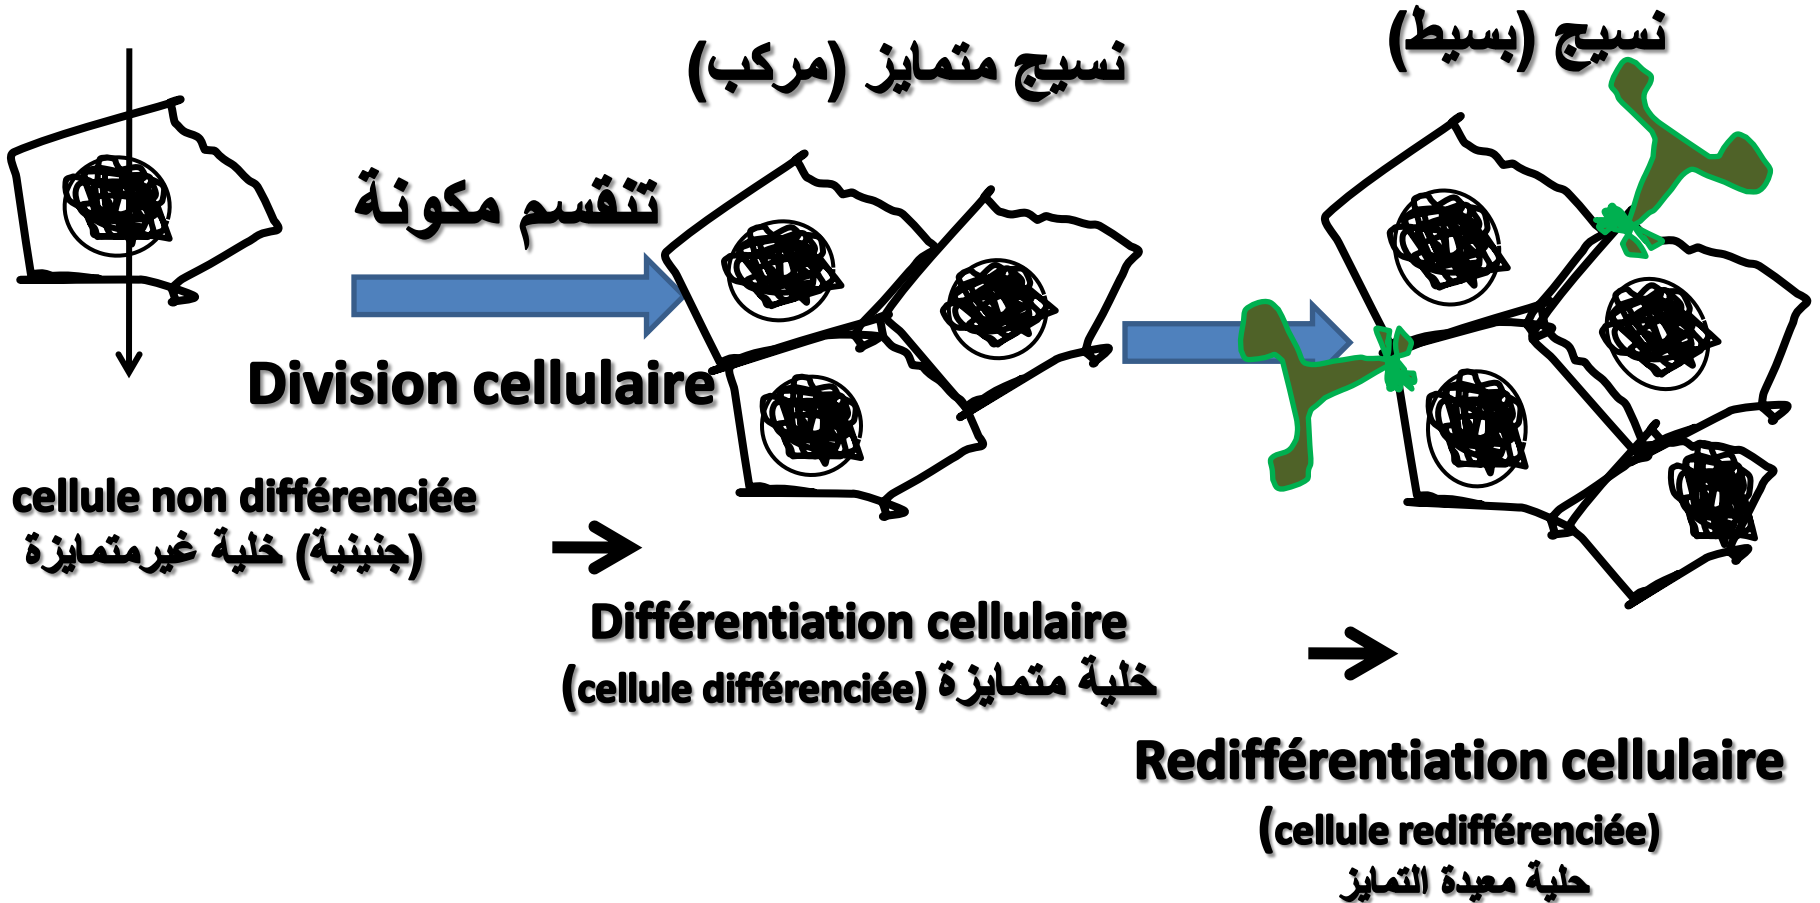 نسيج (بسيط)
نسيج متمايز (مركب)
تنقسم مكونة
Division cellulaire
cellule non différenciée
(جنينية) خلية غيرمتمايزة
Différentiation cellulaire
(cellule différenciée) خلية متمايزة
Redifférentiation cellulaire
(cellule redifférenciée)
حلية معيدة التمايز